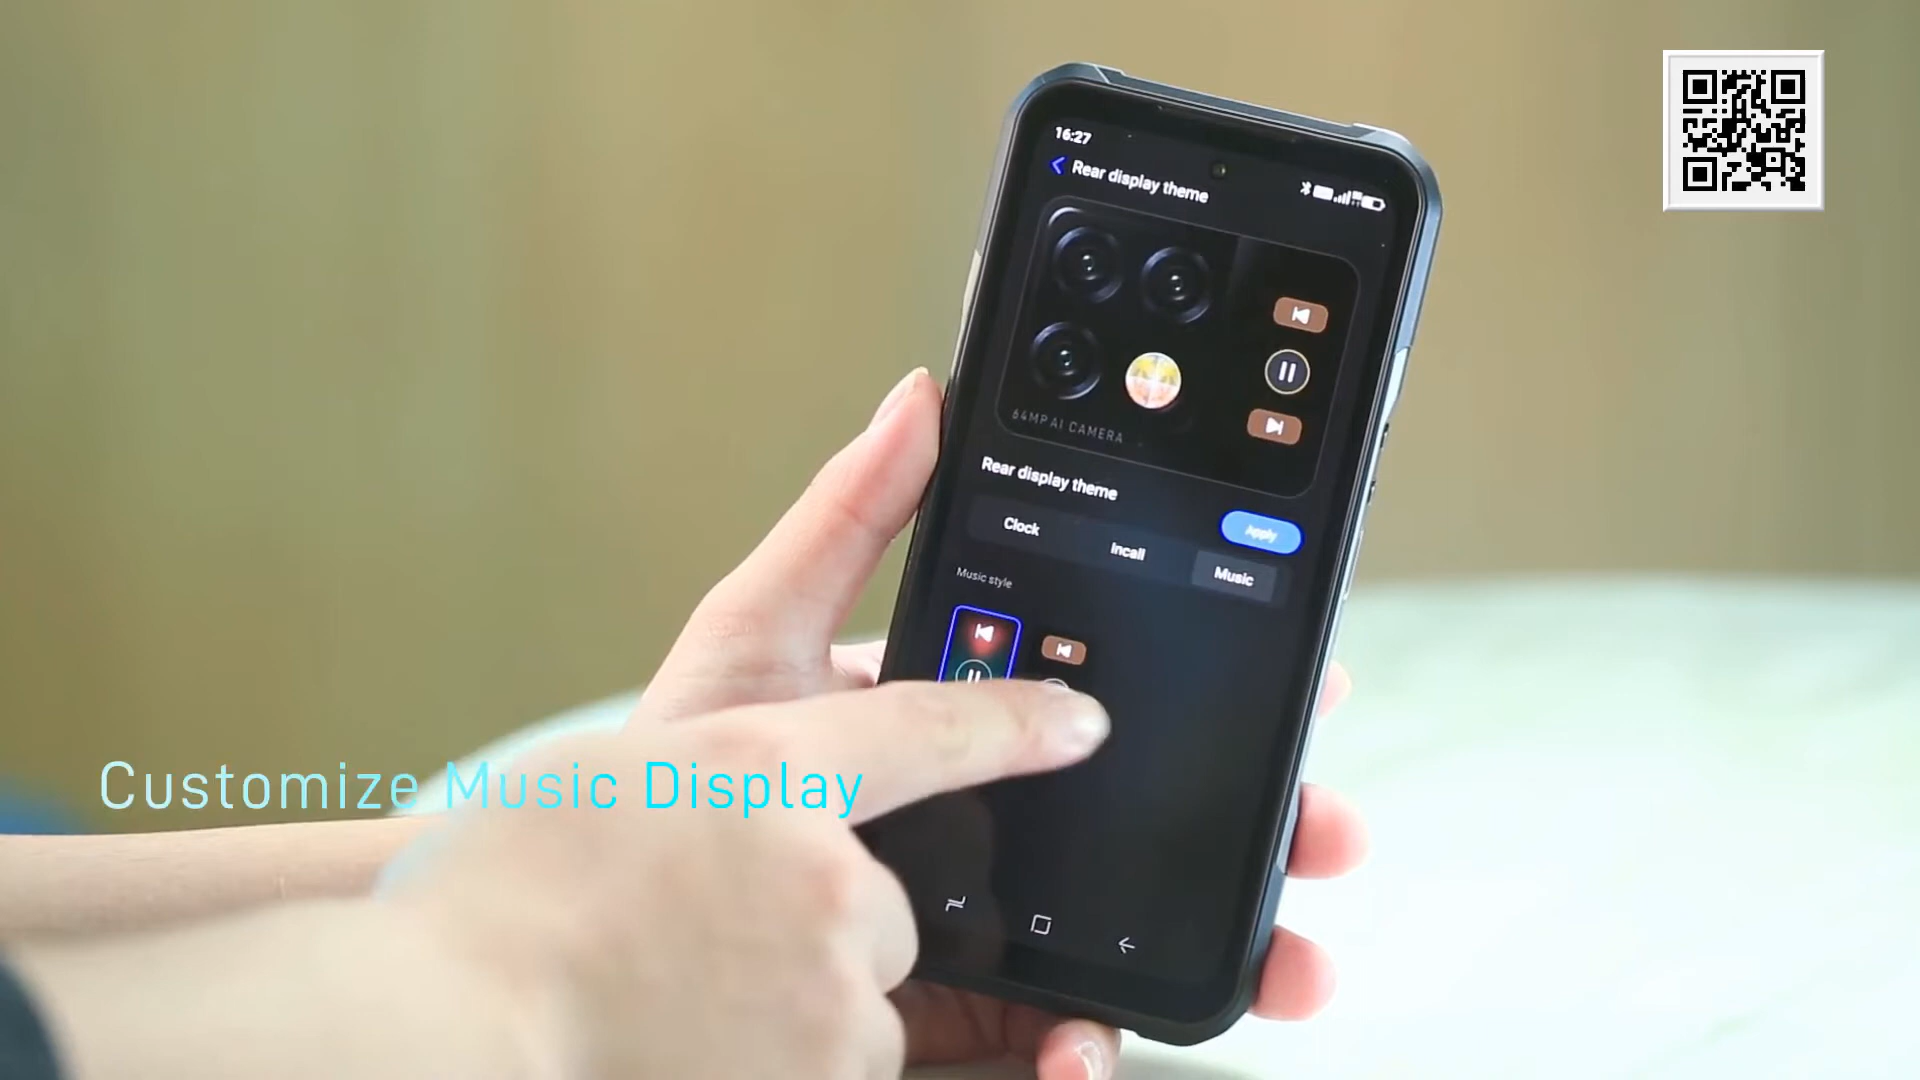 16:27
Rear display theme
64MP AI CAMERA
Rear display theme
Apply
Clock
Incall
Music
Music style
Customize Music Display